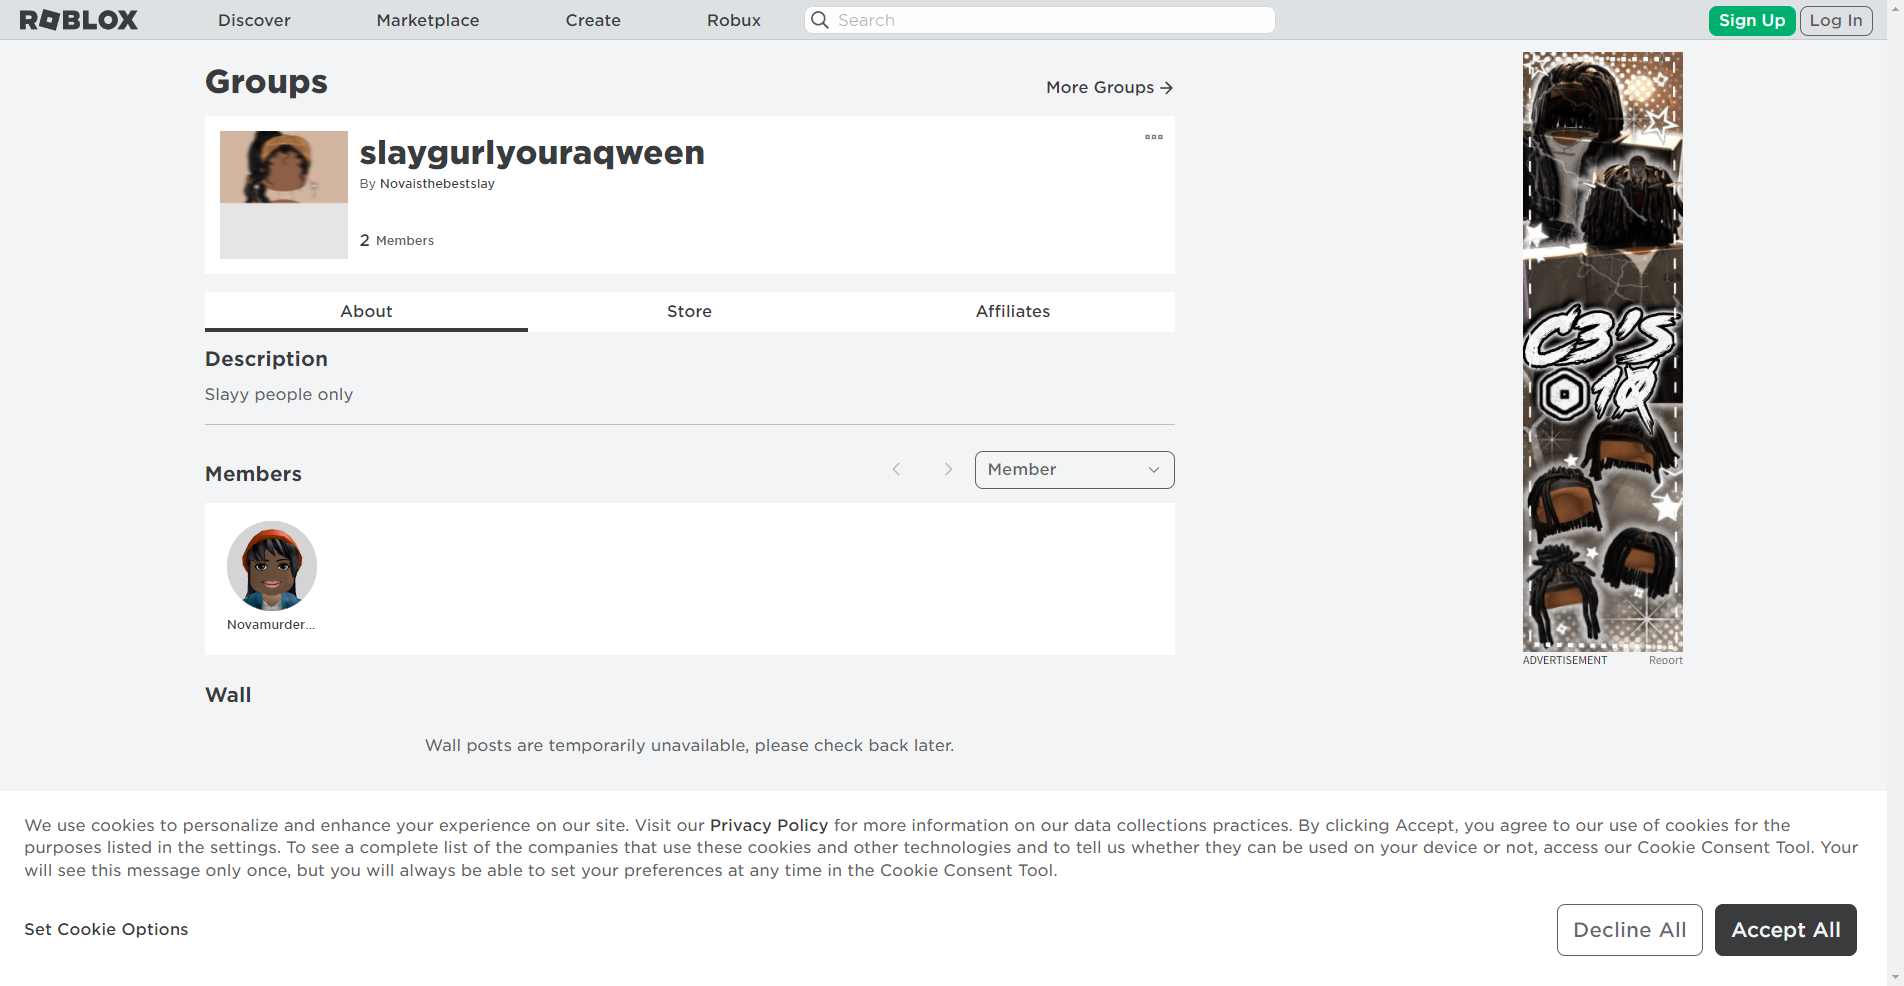 ROBLOX
Discover
Marketplace
Create
Robux
Search
Sign Up
Log In
Groups
More Groups
slaygurlyouraqween
By Novaisthebestslay
2 Members
About
Store
Affiliates
Description
Slayy people only
Members
Member
Novamurder...
Wall
Wall posts are temporarily unavailable, please check back later.
C3'S
10
ADVERTISEMENT
Report
We use cookies to personalize and enhance your experience on our site. Visit our Privacy Policy for more information on our data collections practices. By clicking Accept, you agree to our use of cookies for the
purposes listed in the settings. To see a complete list of the companies that use these cookies and other technologies and to tell us whether they can be used on your device or not, access our Cookie Consent Tool. Your
will see this message only once, but you will always be able to set your preferences at any time in the Cookie Consent Tool.
Set Cookie Options
Decline All
Accept All